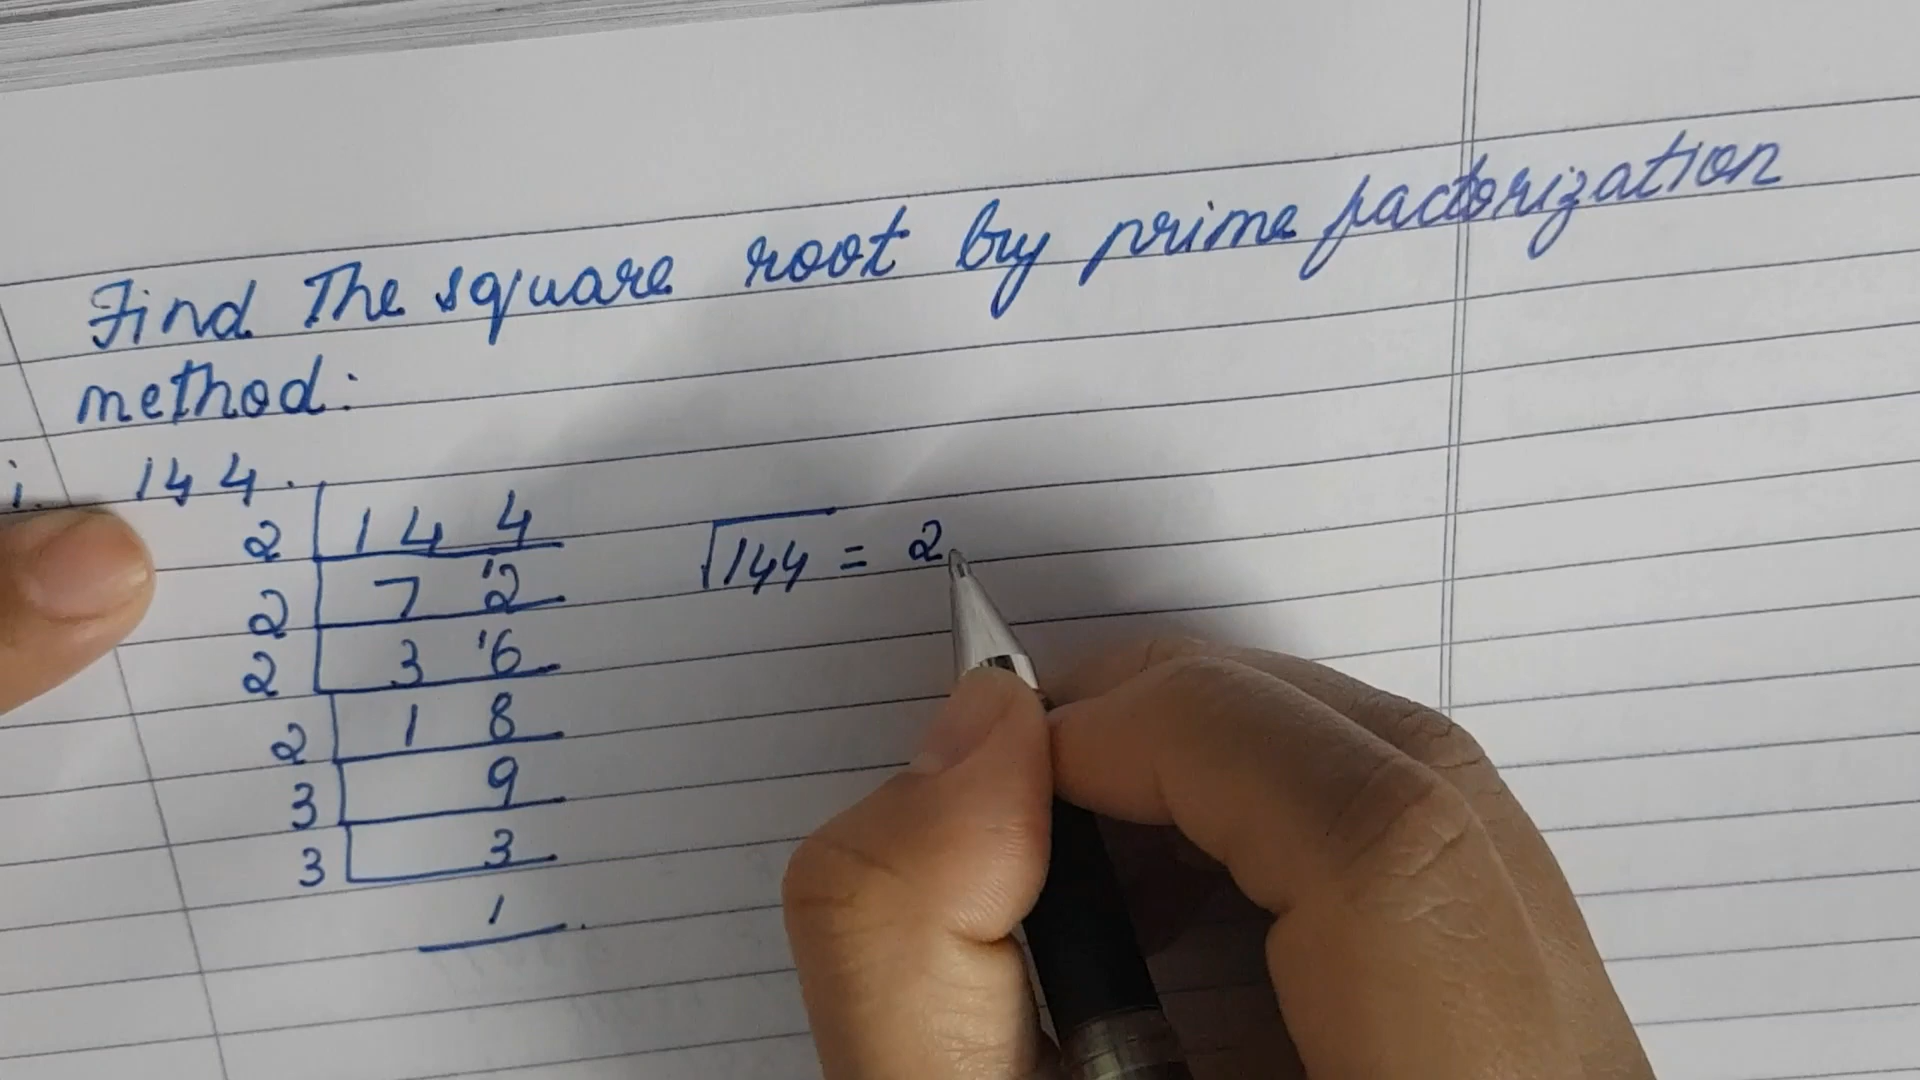 Find The square root by prime factorization
method:
i. 144.
2 | 144
2 | 72
2 | 36
2 | 18
3 | 9
3 | 3
1
√144 = 2